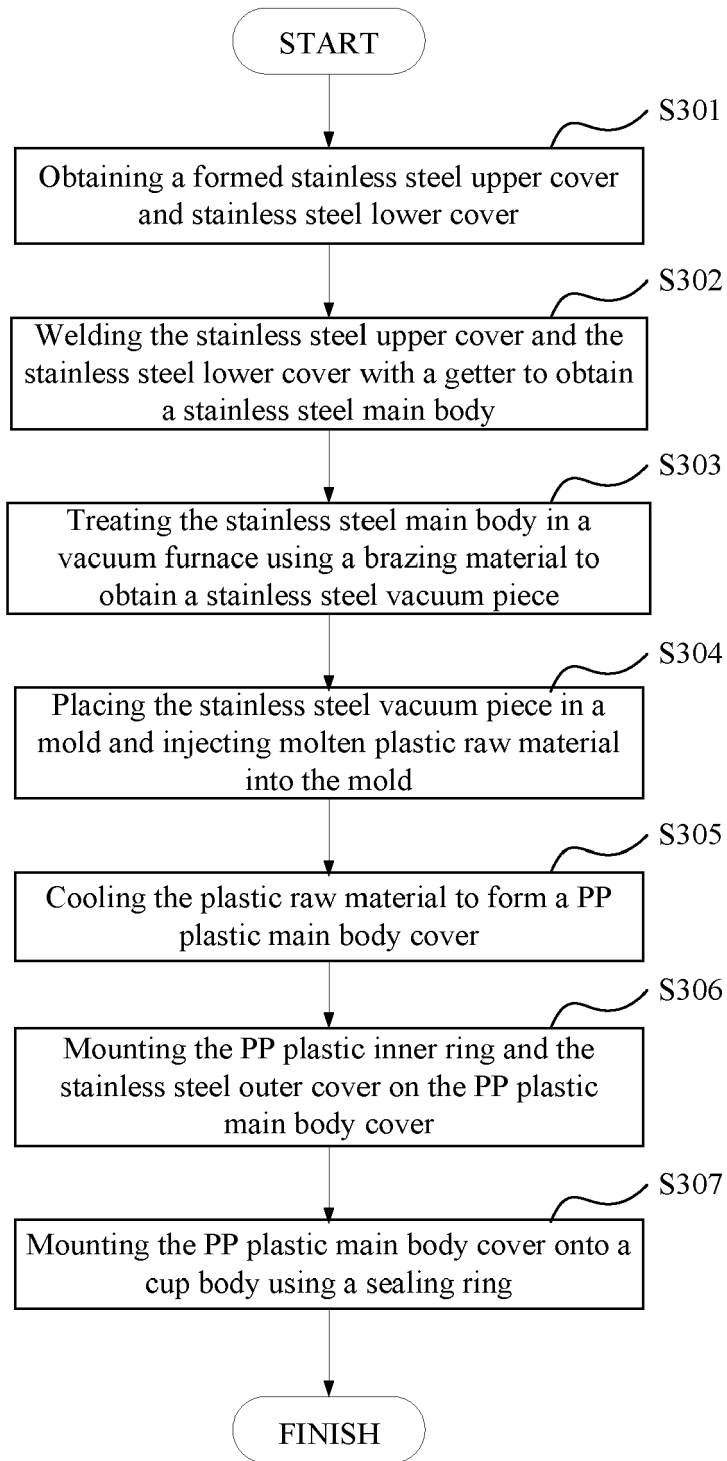 START
S301
Obtaining a formed stainless steel upper cover
and stainless steel lower cover
S302
Welding the stainless steel upper cover and the
stainless steel lower cover with a getter to obtain
a stainless steel main body
S303
Treating the stainless steel main body in a
vacuum furnace using a brazing material to
obtain a stainless steel vacuum piece
S304
Placing the stainless steel vacuum piece in a
mold and injecting molten plastic raw material
into the mold
S305
Cooling the plastic raw material to form a PP
plastic main body cover
S306
Mounting the PP plastic inner ring and the
stainless steel outer cover on the PP plastic
main body cover
S307
Mounting the PP plastic main body cover onto a
cup body using a sealing ring
FINISH